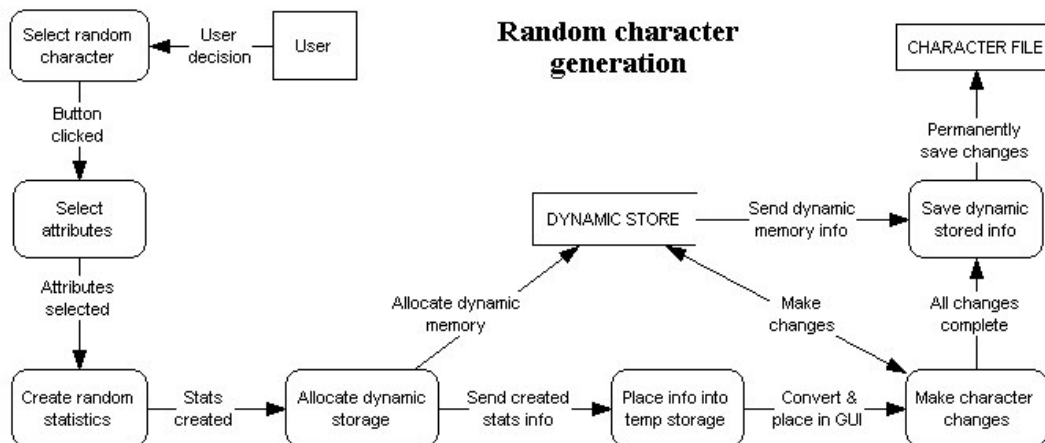 Random character
generation
Select random
character
User
decision
User
CHARACTER FILE
Button
clicked
Permanently
save changes
Select
attributes
DYNAMIC STORE
Send dynamic
memory info
Save dynamic
stored info
Attributes
selected
Allocate dynamic
memory
Make
changes
All changes
complete
Create random
statistics
Stats
created
Allocate dynamic
storage
Send created
stats info
Place info into
temp storage
Convert &
place in GUI
Make character
changes